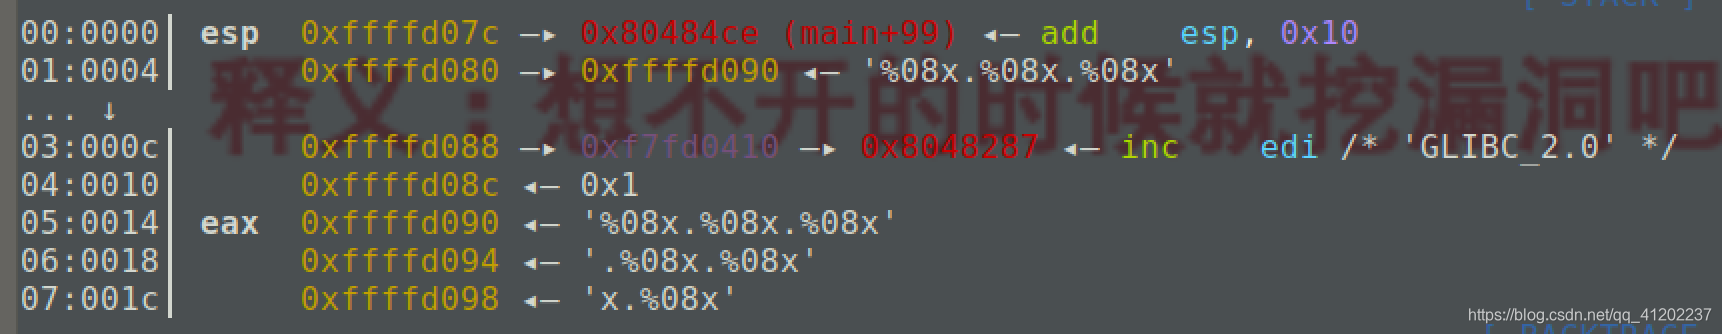 [ STACK ]
00:0000│ esp 0xffffd07c —▸ 0x80484ce (main+99) ◂— add esp, 0x10
01:0004│ 0xffffd080 —▸ 0xffffd090 ◂— '%08x.%08x.%08x'
... ↓
释义：想不开的时候就挖漏洞吧
03:000c│ 0xffffd088 —▸ 0xf7fd0410 —▸ 0x8048287 ◂— inc edi /* 'GLIBC_2.0' */
04:0010│ 0xffffd08c ◂— 0x1
05:0014│ eax 0xffffd090 ◂— '%08x.%08x.%08x'
06:0018│ 0xffffd094 ◂— '.%08x.%08x'
07:001c│ 0xffffd098 ◂— 'x.%08x'
https://blog.csdn.net/qq_41202237
[ BACKTRACE